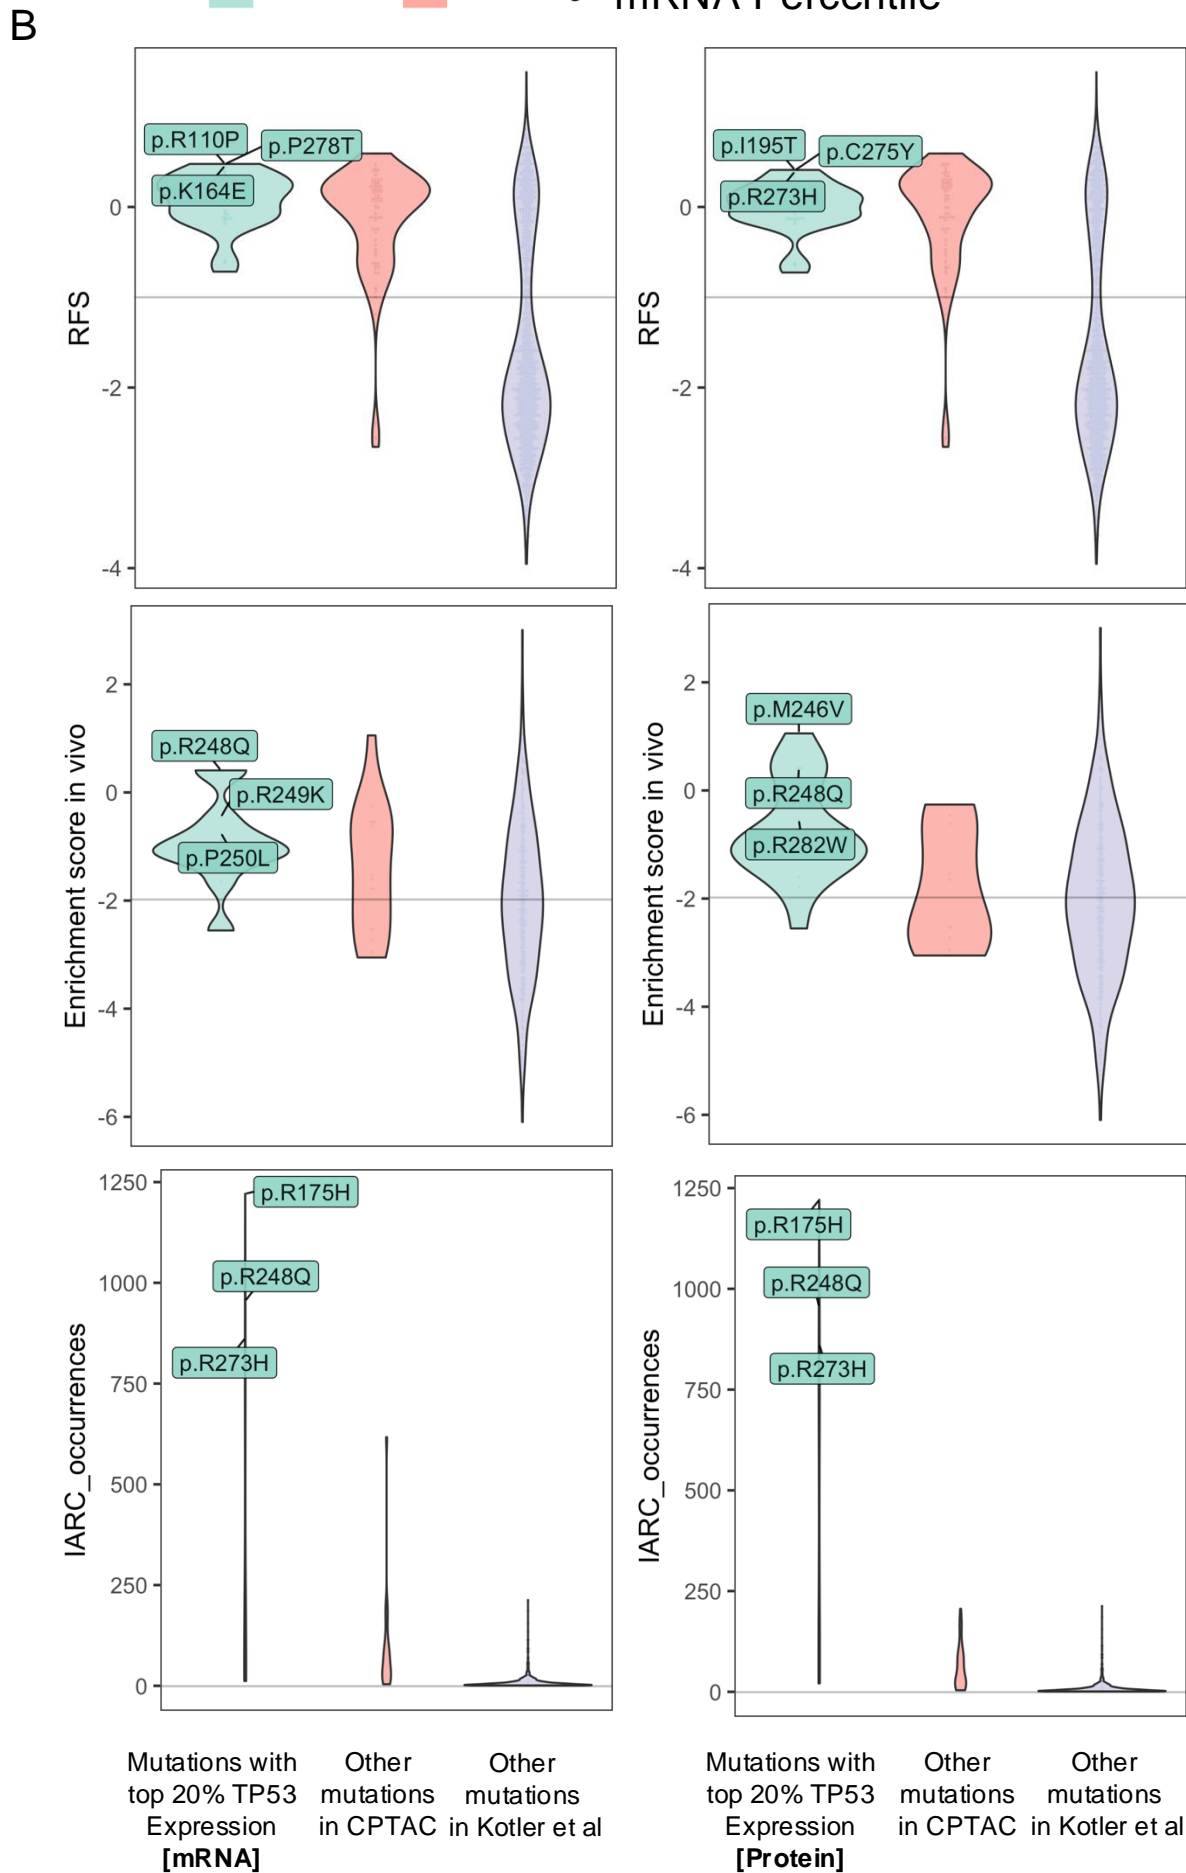 mRNA Percentile
B
p.R110P
p.P278T
p.K164E
0
-2
-4
RFS
p.I195T
p.C275Y
p.R273H
0
-2
-4
RFS
p.R248Q
p.R249K
p.P250L
2
0
-2
-4
-6
Enrichment score in vivo
p.M246V
p.R248Q
p.R282W
2
0
-2
-4
-6
Enrichment score in vivo
p.R175H
p.R248Q
p.R273H
1250
1000
750
500
250
0
IARC_occurrences
p.R175H
p.R248Q
p.R273H
1250
1000
750
500
250
0
IARC_occurrences
Mutations with
top 20% TP53
Expression
[mRNA]
Other
mutations
in CPTAC
Other
mutations
in Kotler et al
Mutations with
top 20% TP53
Expression
[Protein]
Other
mutations
in CPTAC
Other
mutations
in Kotler et al